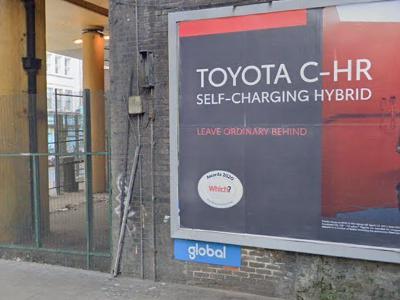 TOYOTA C-HR
SELF-CHARGING HYBRID
LEAVE ORDINARY BEHIND
Awards 2020
Which?
global